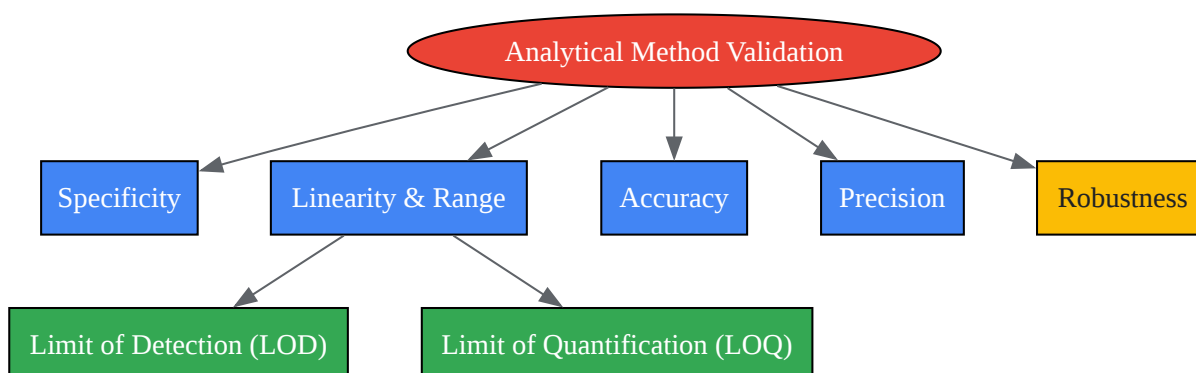 Analytical Method Validation
Specificity
Linearity & Range
Accuracy
Precision
Robustness
Limit of Detection (LOD)
Limit of Quantification (LOQ)